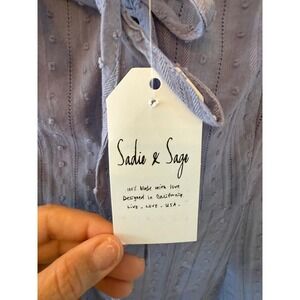 Sadie & Sage
100% Made with love
Designed in California
Live . Love . USA .